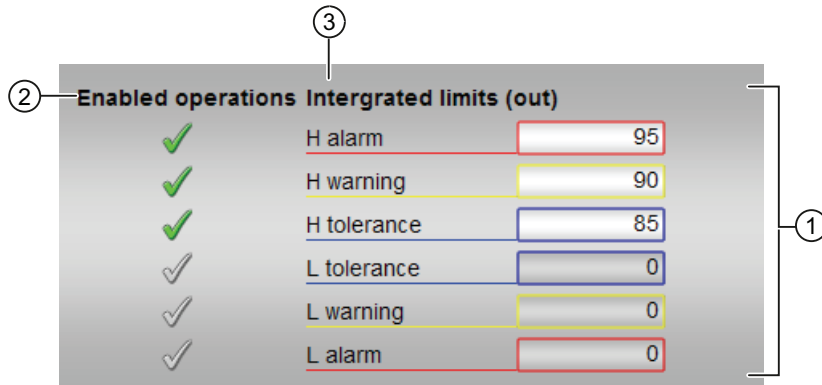 3
2 Enabled operations Intergrated limits (out)
H alarm 95
H warning 90
H tolerance 85
1
L tolerance 0
L warning 0
L alarm 0